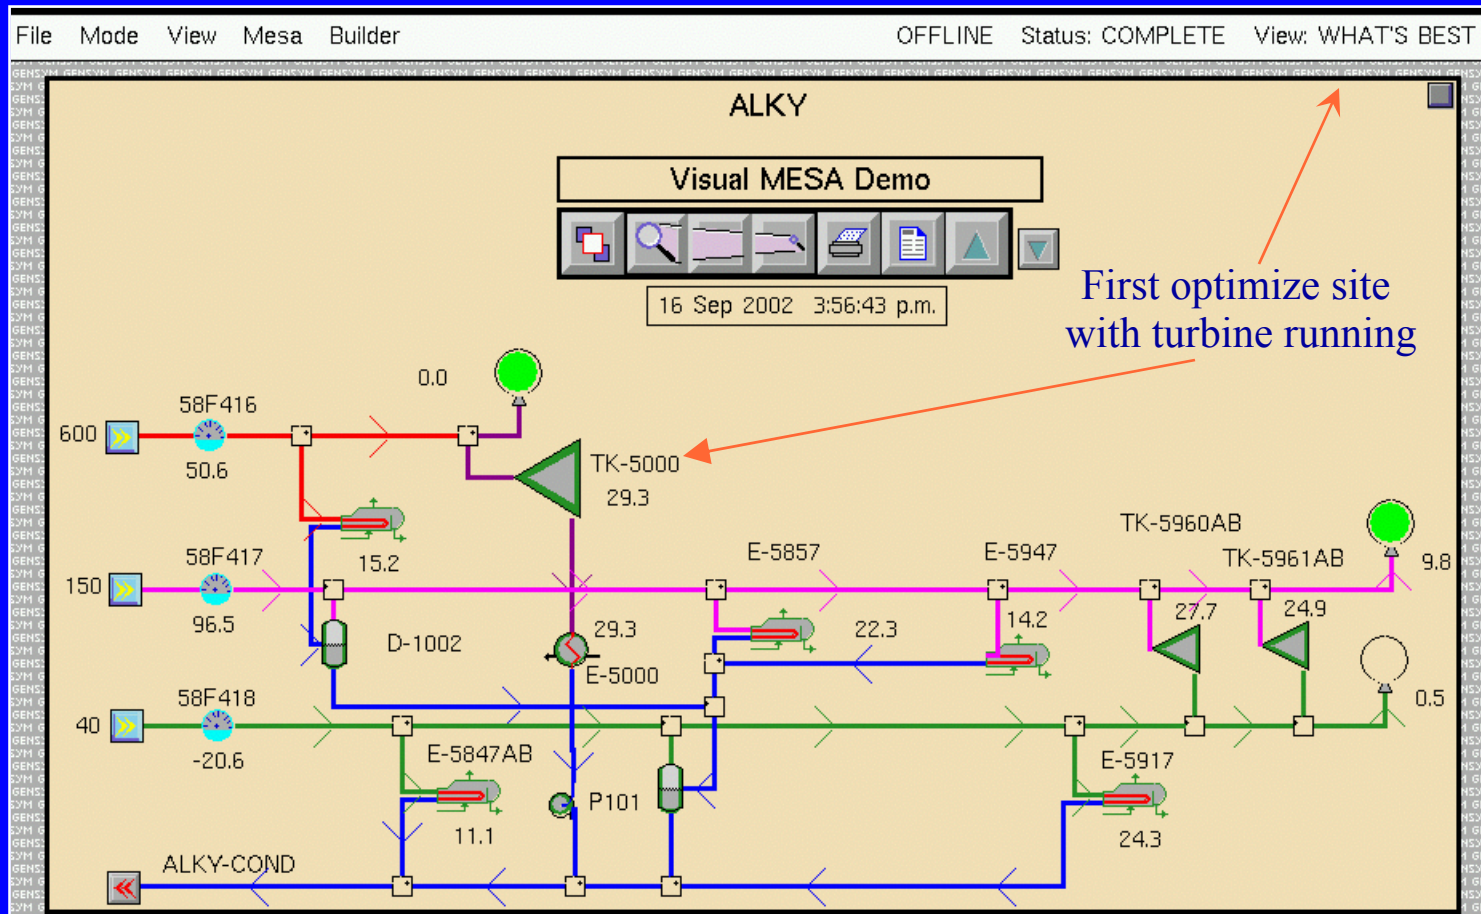 File Mode View Mesa Builder OFFLINE Status: COMPLETE View: WHAT'S BEST
ALKY
Visual MESA Demo
16 Sep 2002 3:56:43 p.m.
First optimize site
with turbine running
0.0
58F416
600
50.6
TK-5000
29.3
15.2
58F417
150
96.5
D-1002
29.3
E-5000
E-5857
22.3
E-5947
14.2
TK-5960AB
27.7
TK-5961AB
24.9
9.8
0.5
58F418
40
-20.6
E-5847AB
11.1
P101
E-5917
24.3
ALKY-COND